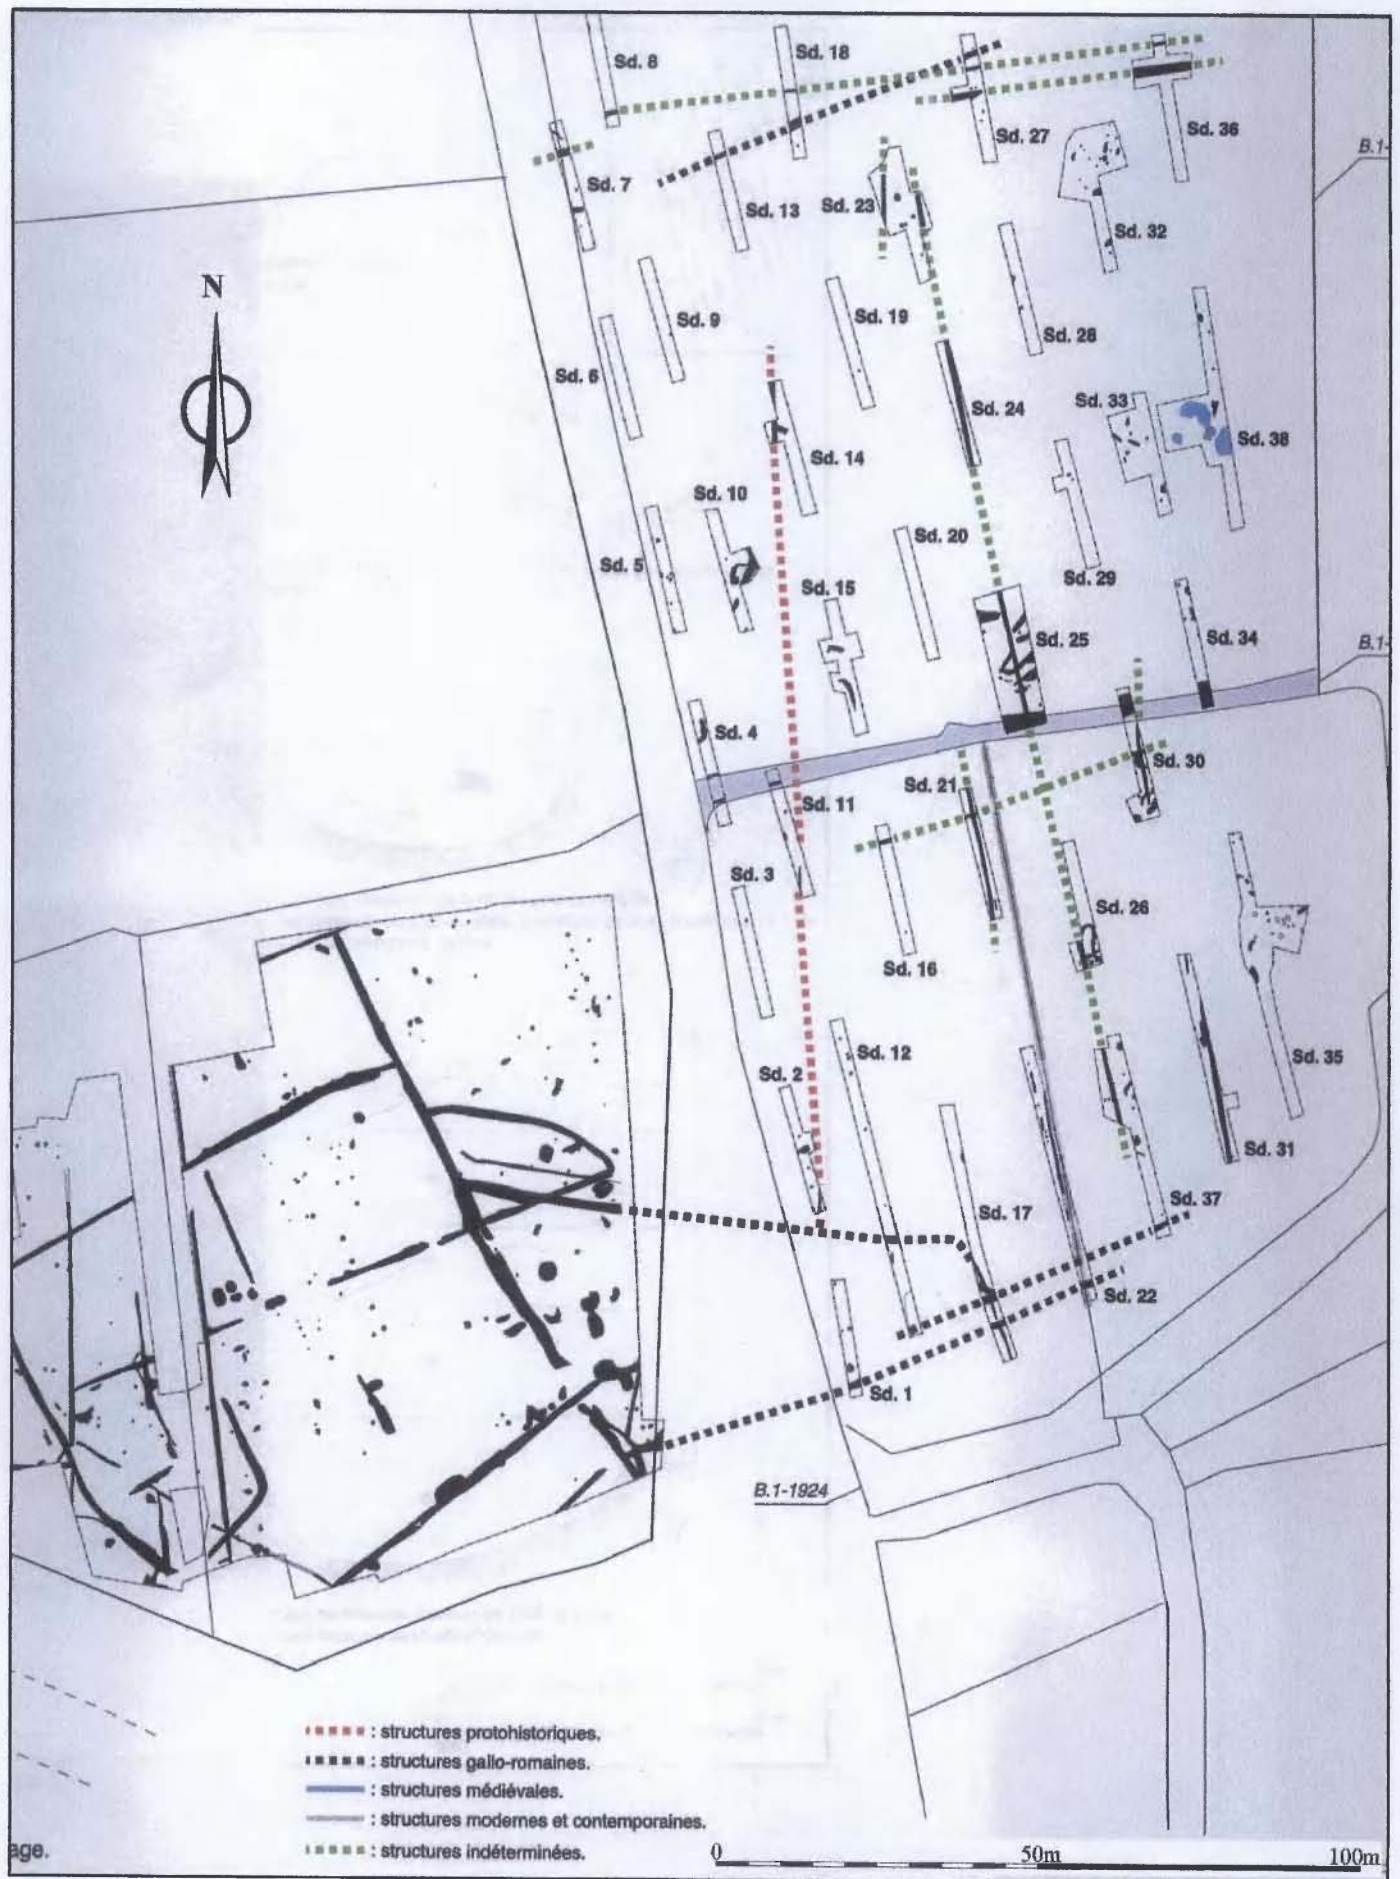 Sd. 8
Sd. 18
Sd. 27
Sd. 36
B.1-
Sd. 7
Sd. 13
Sd. 23
Sd. 32
N
Sd. 9
Sd. 19
Sd. 28
Sd. 6
Sd. 24
Sd. 33
Sd. 38
Sd. 14
Sd. 10
Sd. 20
Sd. 5
Sd. 29
Sd. 15
Sd. 25
Sd. 34
B.1-
Sd. 4
Sd. 30
Sd. 21
Sd. 11
Sd. 3
Sd. 26
Sd. 16
Sd. 12
Sd. 35
Sd. 2
Sd. 31
Sd. 37
Sd. 17
Sd. 22
Sd. 1
B.1-1924
: structures protohistoriques.
: structures gallo-romaines.
: structures médiévales.
: structures modernes et contemporaines.
: structures indéterminées.
age.
0 50m 100m